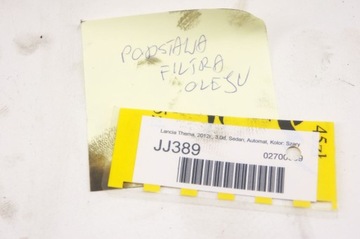 PODSTAWA
FILTRA
OLEJU
Lancia Thema, 2012r, 3.0d, Sedan, Automat, Kolor: Szary
JJ389